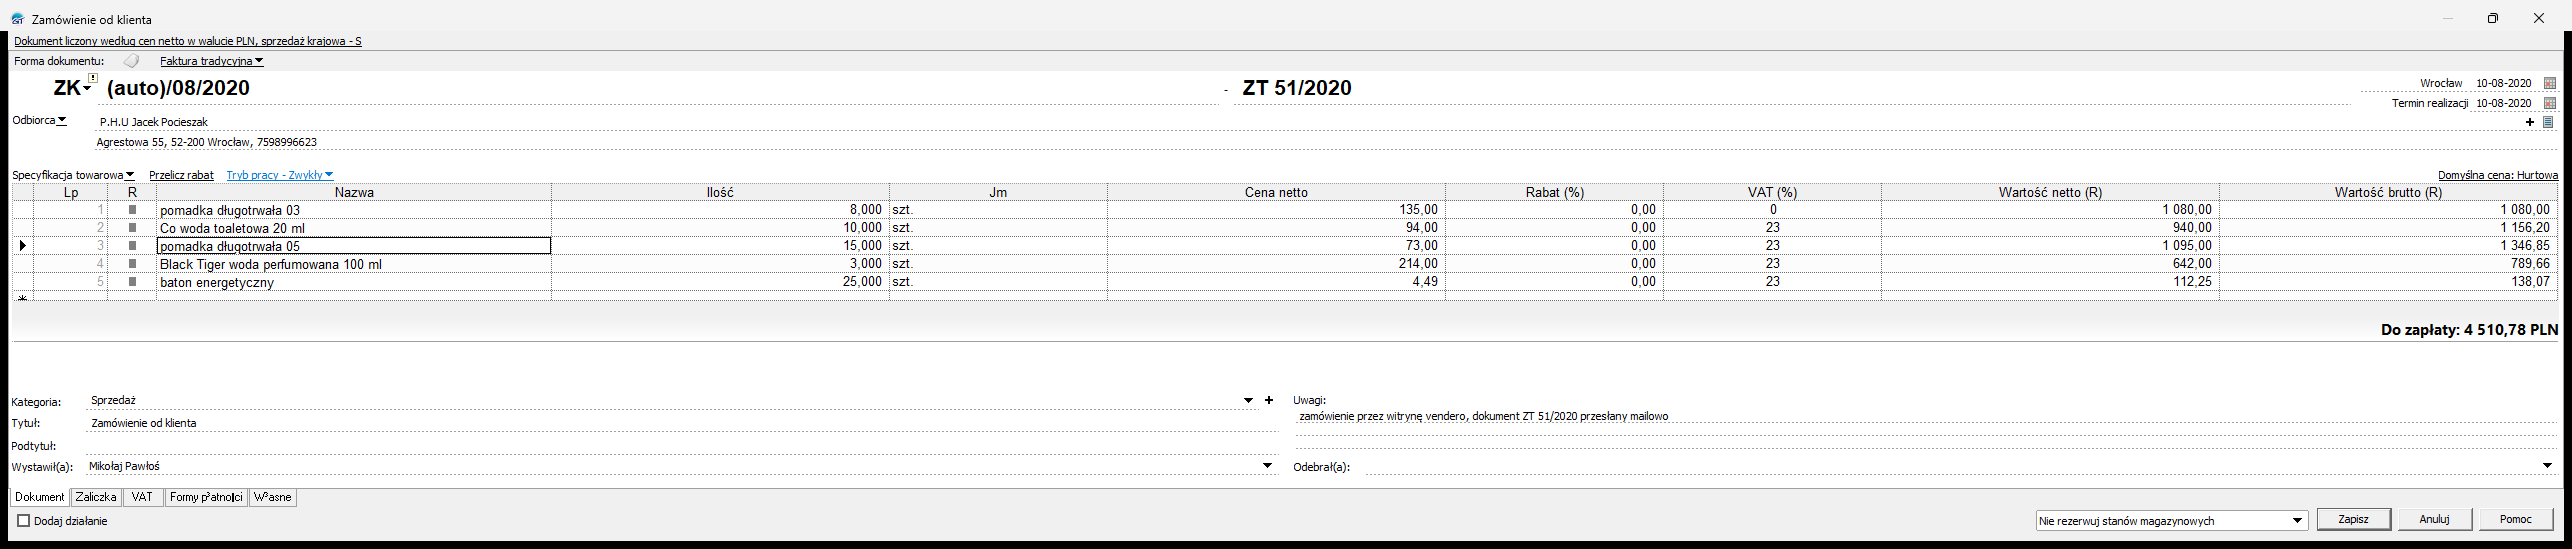 Zamówienie od klienta
Dokument liczony według cen netto w walucie PLN, sprzedaż krajowa - S
Forma dokumentu: Faktura tradycyjna
ZK (auto)/08/2020 - ZT 51/2020
Wrocław 10-08-2020
Termin realizacji 10-08-2020
Odbiorca P.H.U Jacek Pocieszak
Agrestowa 55, 52-200 Wrocław, 7598996623
Specyfikacja towarowa Przelicz rabat Tryb pracy - Zwykły Domyślna cena: Hurtowa
Lp R Nazwa Ilość Jm Cena netto Rabat (%) VAT (%) Wartość netto (R) Wartość brutto (R)
1 pomadka długotrwała 03 8,000 szt. 135,00 0,00 0 1 080,00 1 080,00
2 Co woda toaletowa 20 ml 10,000 szt. 94,00 0,00 23 940,00 1 156,20
3 pomadka długotrwała 05 15,000 szt. 73,00 0,00 23 1 095,00 1 346,85
4 Black Tiger woda perfumowana 100 ml 3,000 szt. 214,00 0,00 23 642,00 789,66
5 baton energetyczny 25,000 szt. 4,49 0,00 23 112,25 138,07
Do zapłaty: 4 510,78 PLN
Kategoria: Sprzedaż
Tytuł: Zamówienie od klienta
Podtytuł:
Wystawił(a): Mikołaj Pawłoś
Uwagi:
zamówienie przez witrynę vendero, dokument ZT 51/2020 przesłany mailowo
Odebrał(a):
Dokument Zaliczka VAT Formy p³atnoļci W³asne
Dodaj działanie
Nie rezerwuj stanów magazynowych Zapisz Anuluj Pomoc